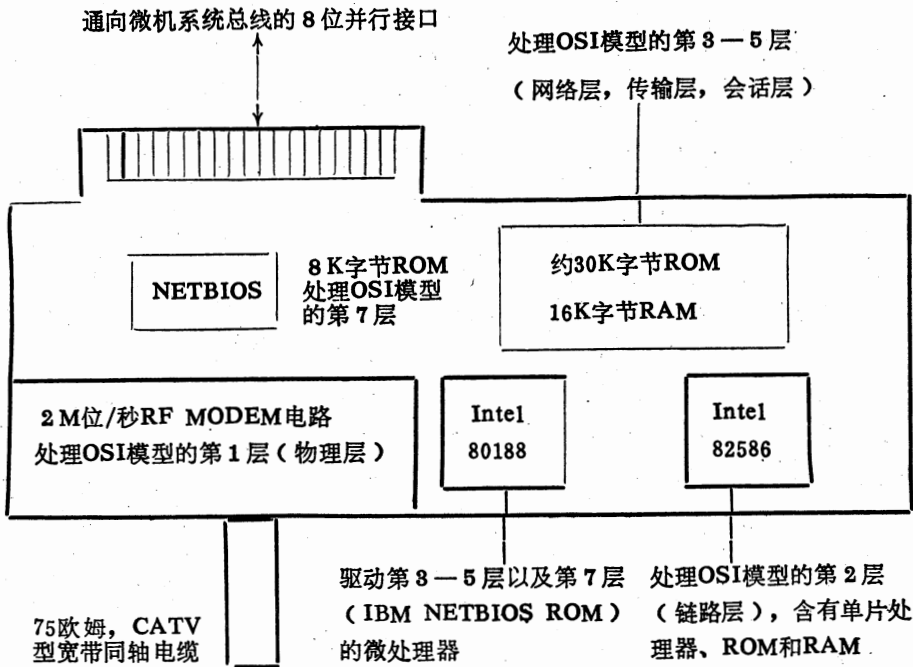 通向微机系统总线的8位并行接口
处理OSI模型的第3—5层
（网络层，传输层，会话层）
NETBIOS
8K字节ROM
处理OSI模型
的第7层
约30K字节ROM
16K字节RAM
2M位/秒RF MODEM电路
处理OSI模型的第1层（物理层）
Intel
80188
Intel
82586
驱动第3—5层以及第7层
（IBM NETBIOS ROM）
的微处理器
处理OSI模型的第2层
（链路层），含有单片处
理器、ROM和RAM
75欧姆，CATV
型宽带同轴电缆